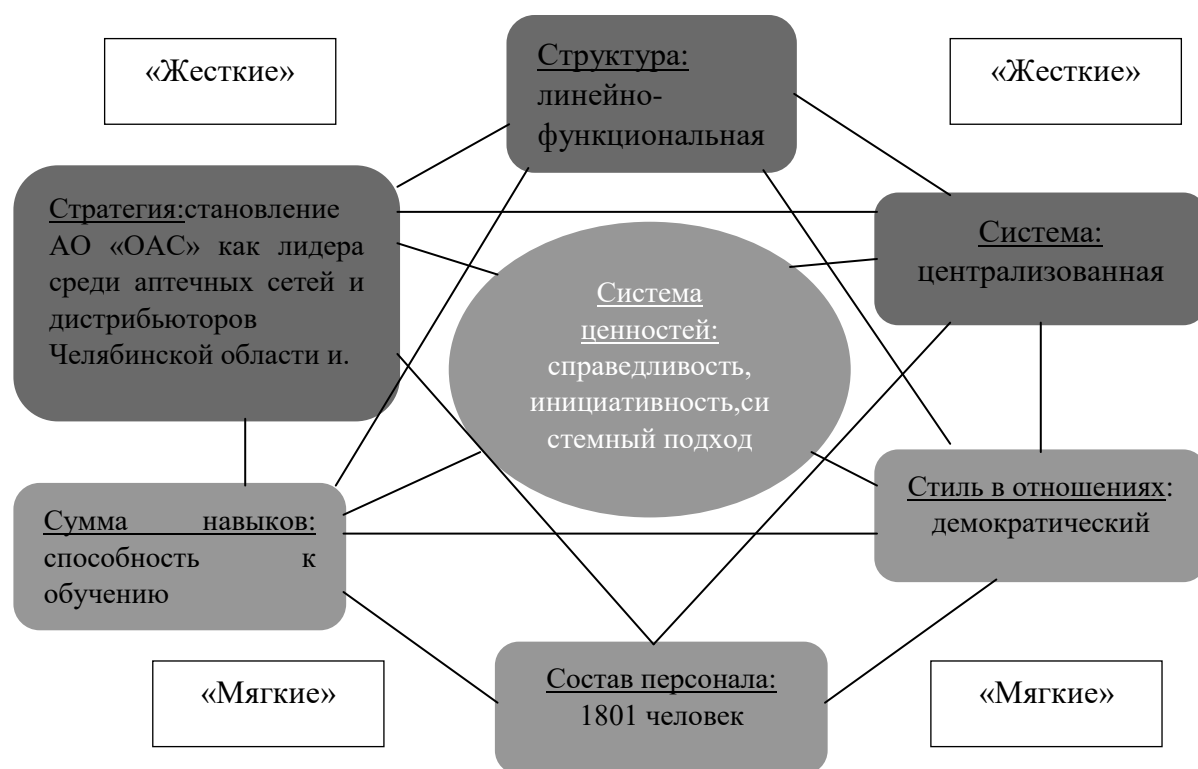 «Жесткие»
Структура:
линейно-
функциональная
«Жесткие»
Стратегия:становление
АО «ОАС» как лидера
среди аптечных сетей и
дистрибьюторов
Челябинской области и.
Система
ценностей:
справедливость,
инициативность,си
стемный подход
Система:
централизованная
Сумма навыков:
способность к
обучению
Стиль в отношениях:
демократический
«Мягкие»
Состав персонала:
1801 человек
«Мягкие»